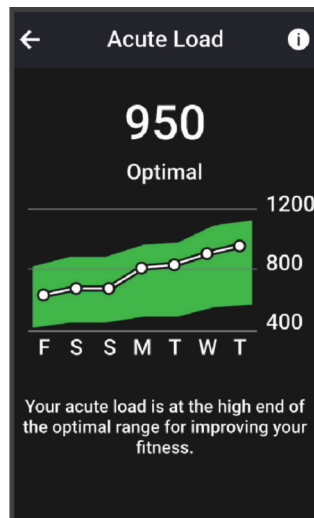 Acute Load
950
Optimal
1200
800
400
F S S M T W T
Your acute load is at the high end of
the optimal range for improving your
fitness.